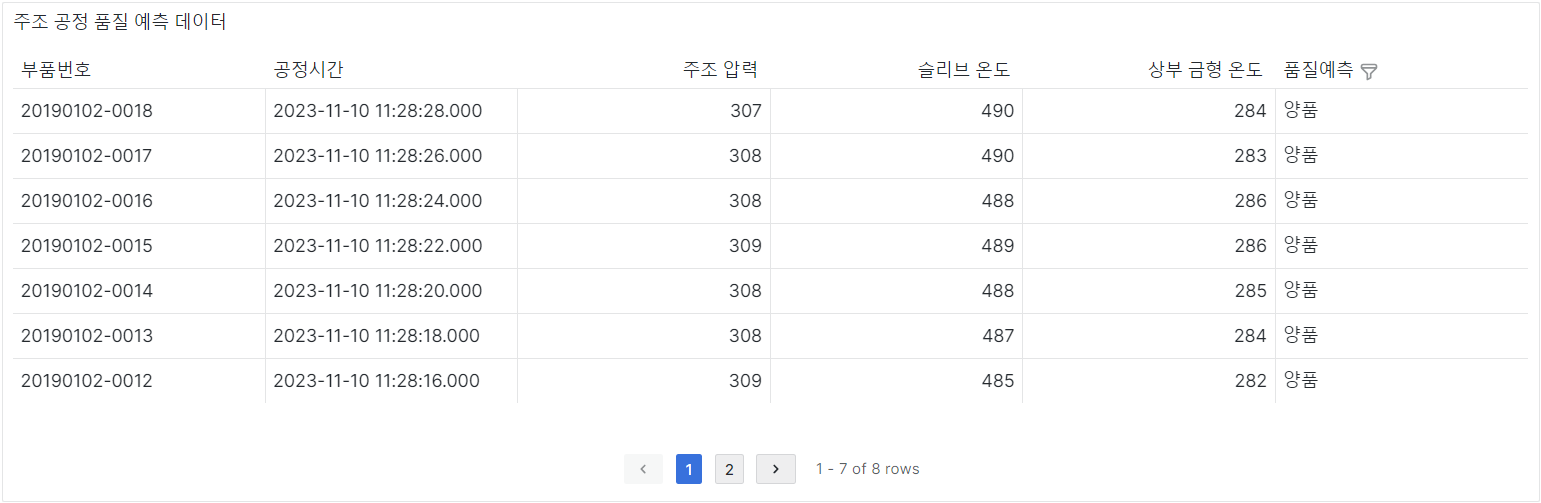 주조 공정 품질 예측 데이터
부품번호 공정시간 주조 압력 슬리브 온도 상부 금형 온도 품질예측
20190102-0018 2023-11-10 11:28:28.000 307 490 284 양품
20190102-0017 2023-11-10 11:28:26.000 308 490 283 양품
20190102-0016 2023-11-10 11:28:24.000 308 488 286 양품
20190102-0015 2023-11-10 11:28:22.000 309 489 286 양품
20190102-0014 2023-11-10 11:28:20.000 308 488 285 양품
20190102-0013 2023-11-10 11:28:18.000 308 487 284 양품
20190102-0012 2023-11-10 11:28:16.000 309 485 282 양품
‹ 1 2 › 1 - 7 of 8 rows